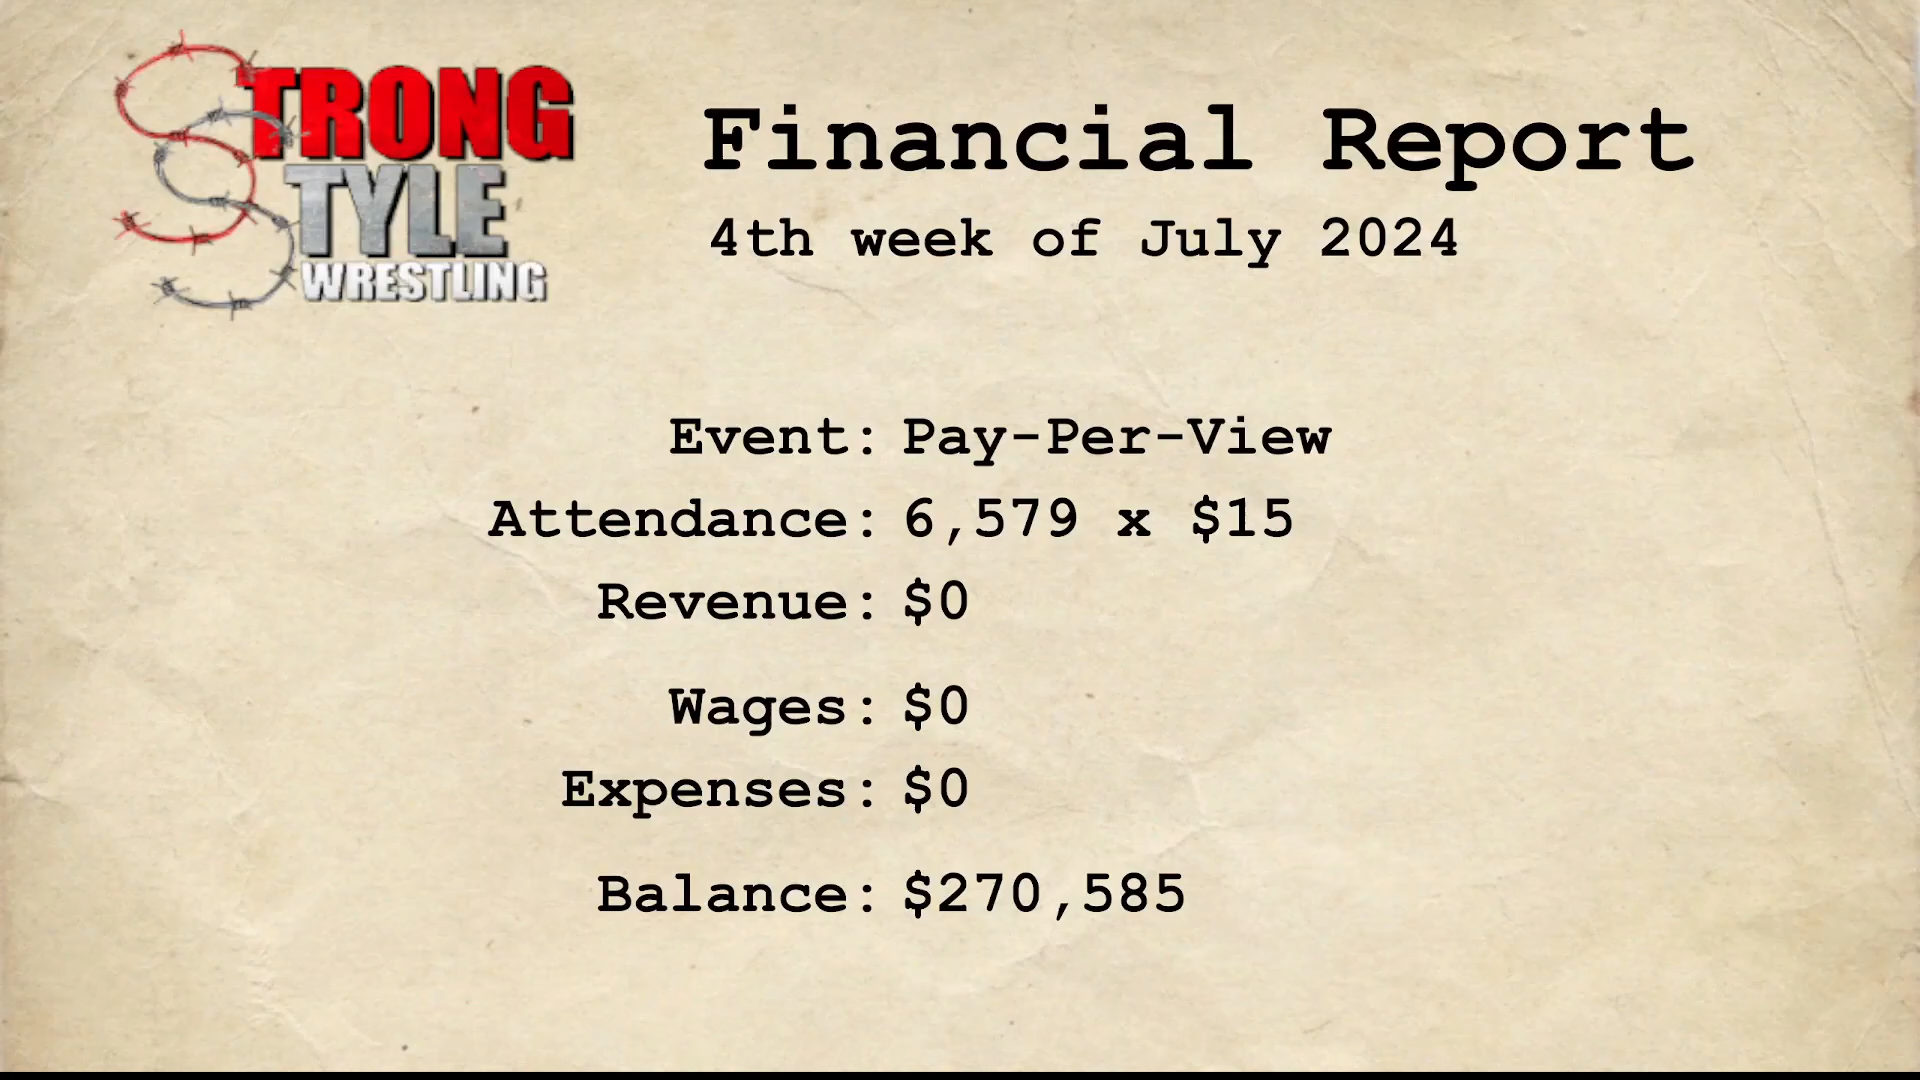 STRONG
STYLE
WRESTLING
Financial Report
4th week of July 2024
Event: Pay-Per-View
Attendance: 6,579 x $15
Revenue: $0
Wages: $0
Expenses: $0
Balance: $270,585